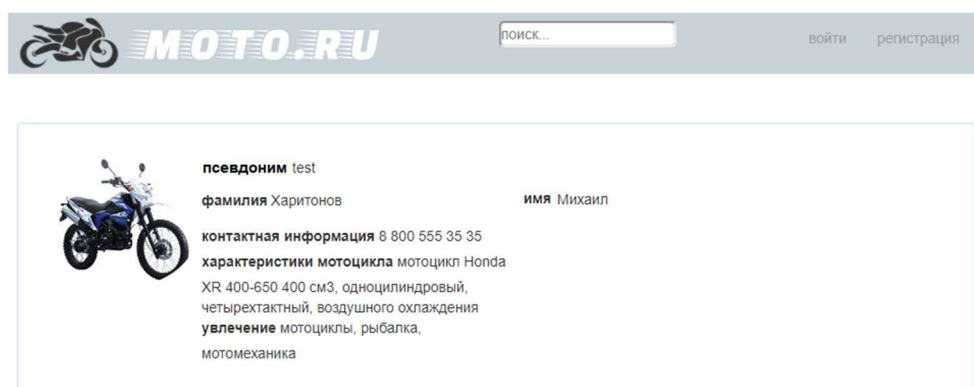 MOTO.RU
поиск...
войти регистрация
псевдоним test
фамилия Харитонов имя Михаил
контактная информация 8 800 555 35 35
характеристики мотоцикла мотоцикл Honda
XR 400-650 400 см3, одноцилиндровый,
четырехтактный, воздушного охлаждения
увлечение мотоциклы, рыбалка,
мотомеханика